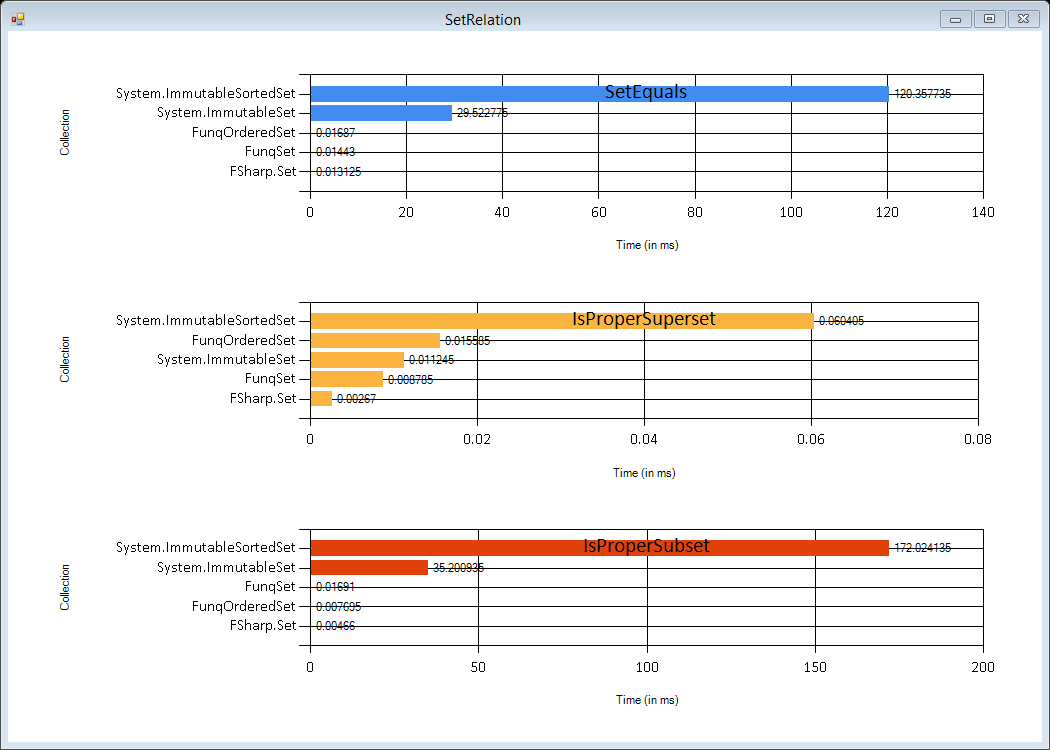 SetRelation
SetEquals
Collection
System.ImmutableSortedSet 120.357735
System.ImmutableSet 29.522775
FunqOrderedSet 0.01687
FunqSet 0.01443
FSharp.Set 0.013125
0 20 40 60 80 100 120 140
Time (in ms)
IsProperSuperset
Collection
System.ImmutableSortedSet 0.060405
FunqOrderedSet 0.015585
System.ImmutableSet 0.011245
FunqSet 0.008785
FSharp.Set 0.00267
0 0.02 0.04 0.06 0.08
Time (in ms)
IsProperSubset
Collection
System.ImmutableSortedSet 172.024135
System.ImmutableSet 35.200935
FunqSet 0.01691
FunqOrderedSet 0.007695
FSharp.Set 0.00466
0 50 100 150 200
Time (in ms)